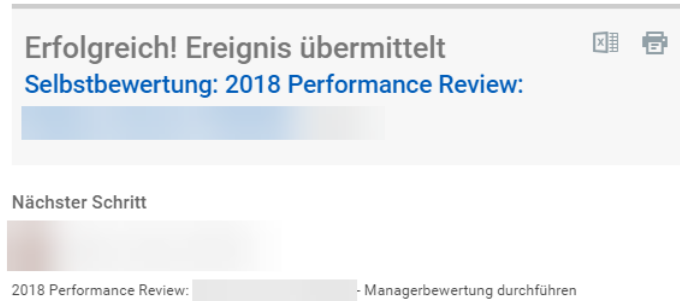 Erfolgreich! Ereignis übermittelt
Selbstbewertung: 2018 Performance Review:
Nächster Schritt
2018 Performance Review: - Managerbewertung durchführen